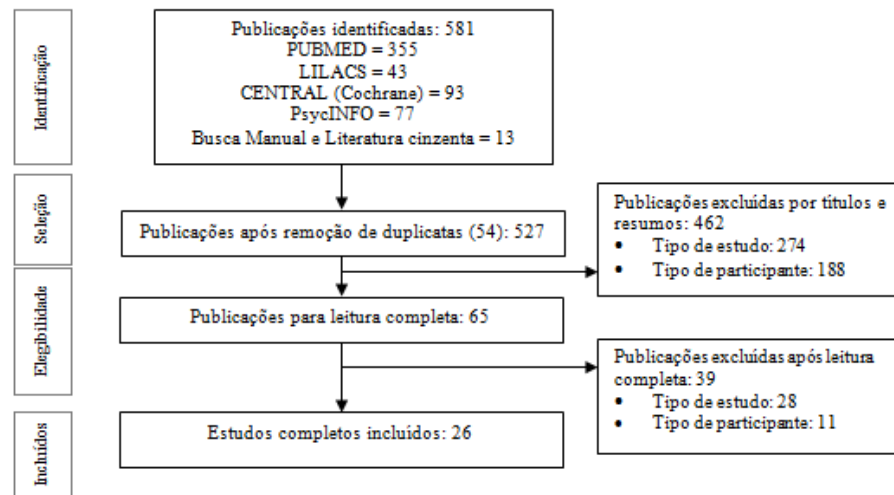 Identificação
Publicações identificadas: 581
PUBMED = 355
LILACS = 43
CENTRAL (Cochrane) = 93
PsycINFO = 77
Busca Manual e Literatura cinzenta = 13
Seleção
Publicações após remoção de duplicatas (54): 527
Publicações excluídas por títulos e
resumos: 462
• Tipo de estudo: 274
• Tipo de participante: 188
Elegibilidade
Publicações para leitura completa: 65
Publicações excluídas após leitura
completa: 39
• Tipo de estudo: 28
• Tipo de participante: 11
Incluídos
Estudos completos incluídos: 26